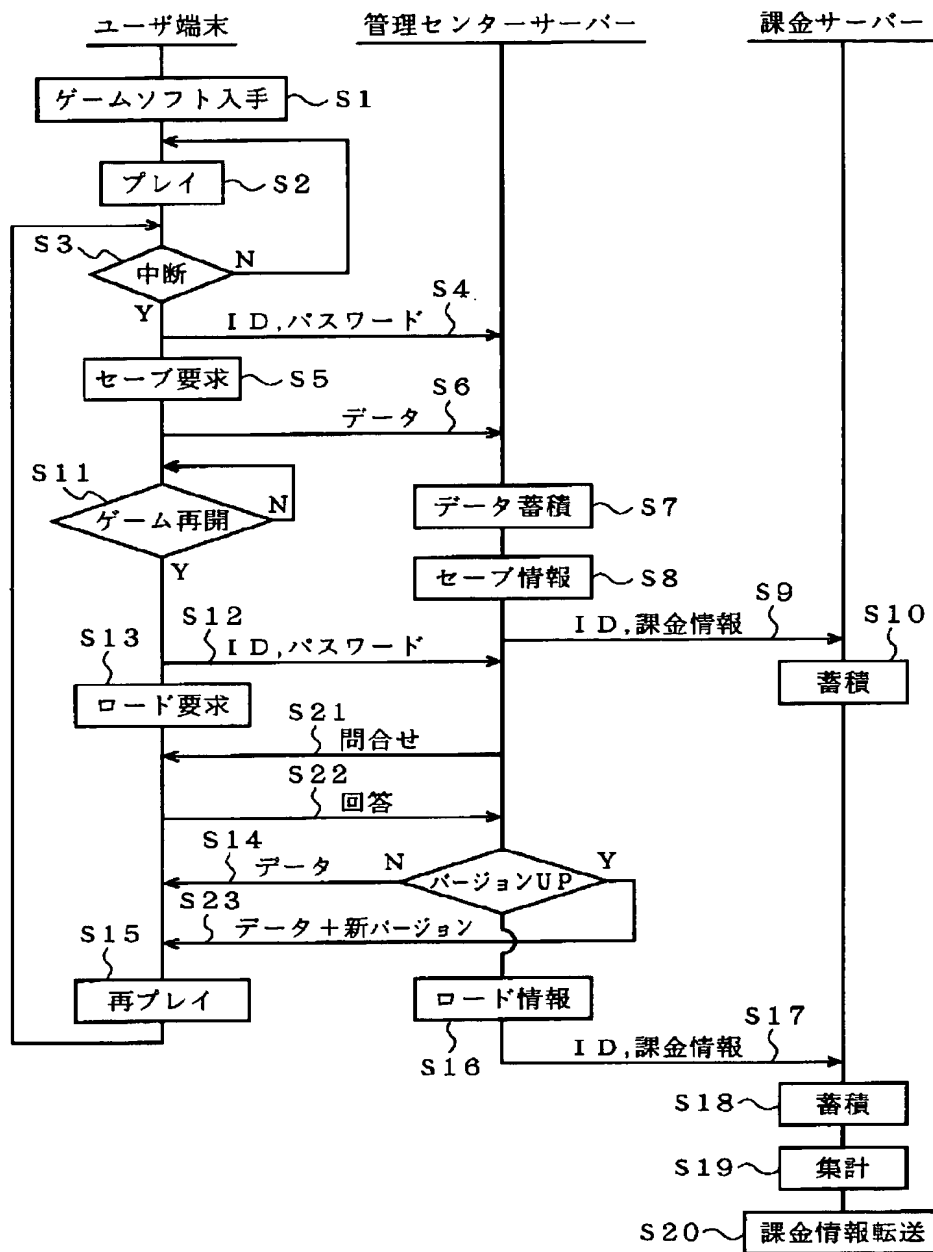 ユーザ端末 管理センターサーバー 課金サーバー
ゲームソフト入手 S1
プレイ S2
S3 中断 N
Y
S4
ID,パスワード
セーブ要求 S5
S6
データ
S11
ゲーム再開 N
Y
データ蓄積 S7
セーブ情報 S8
S9
ID,課金情報
S10
蓄積
S12
ID,パスワード
S13
ロード要求
S21
問合せ
S22
回答
S14 データ N バージョンUP Y
S23 データ+新バージョン
S15
再プレイ
ロード情報
S16
S17
ID,課金情報
S18 蓄積
S19 集計
S20 課金情報転送